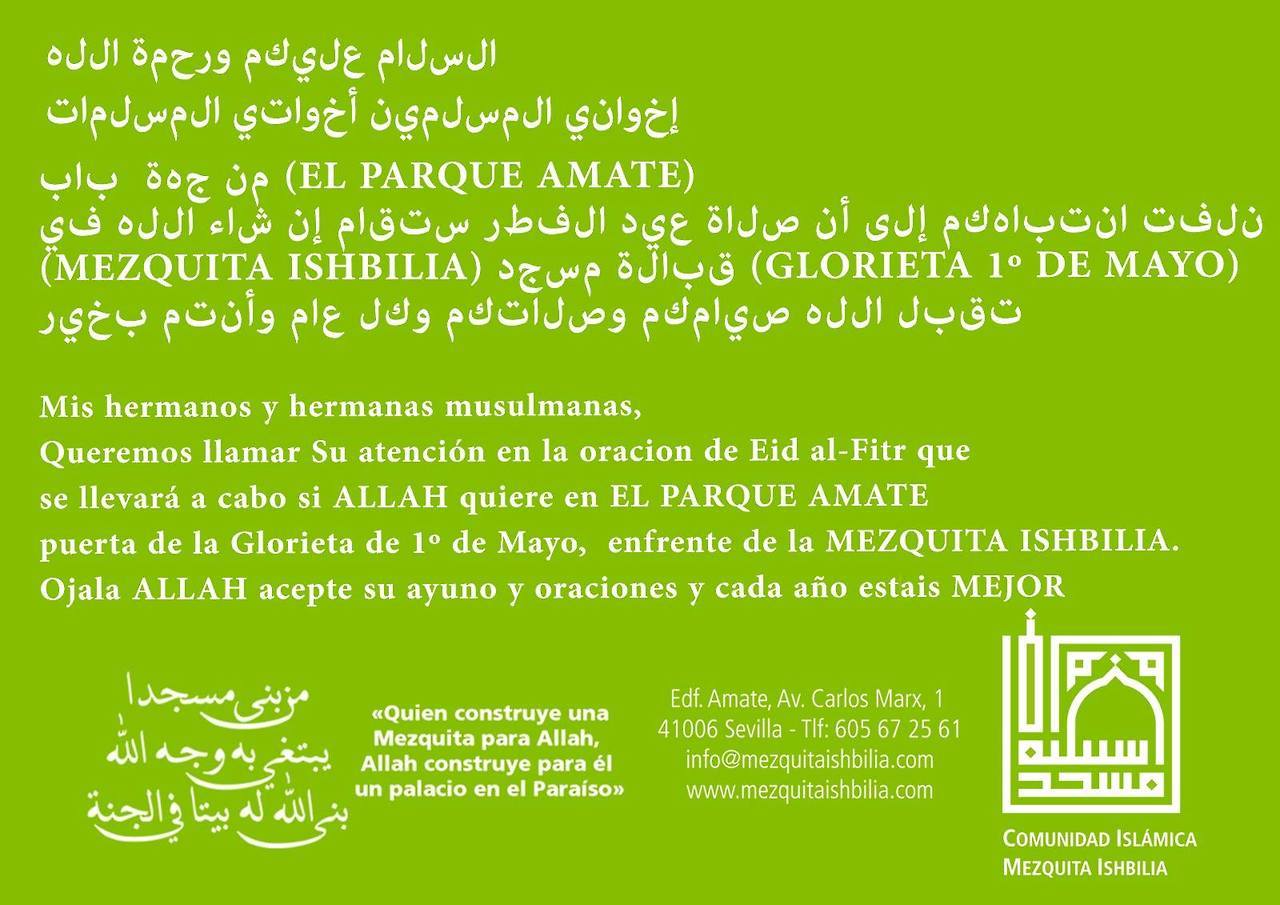 السلام عليكم ورحمة الله
إخواني المسلمين أخواتي المسلمات
(EL PARQUE AMATE) من جهة باب
نلفت انتباهكم إلى أن صلاة عيد الفطر ستقام إن شاء الله في
(GLORIETA 1º DE MAYO) قبالة مسجد (MEZQUITA ISHBILIA)
تقبل الله صيامكم وصلاتكم وكل عام وأنتم بخير
Mis hermanos y hermanas musulmanas,
Queremos llamar Su atención en la oracion de Eid al-Fitr que
se llevará a cabo si ALLAH quiere en EL PARQUE AMATE
puerta de la Glorieta de 1º de Mayo, enfrente de la MEZQUITA ISHBILIA.
Ojala ALLAH acepte su ayuno y oraciones y cada año estais MEJOR
من بنى مسجدا
يبتغي به وجه الله
بنى الله له بيتا في الجنة
«Quien construye una
Mezquita para Allah,
Allah construye para él
un palacio en el Paraíso»
Edf. Amate, Av. Carlos Marx, 1
41006 Sevilla - Tlf: 605 67 25 61
info@mezquitaishbilia.com
www.mezquitaishbilia.com
COMUNIDAD ISLÁMICA
MEZQUITA ISHBILIA